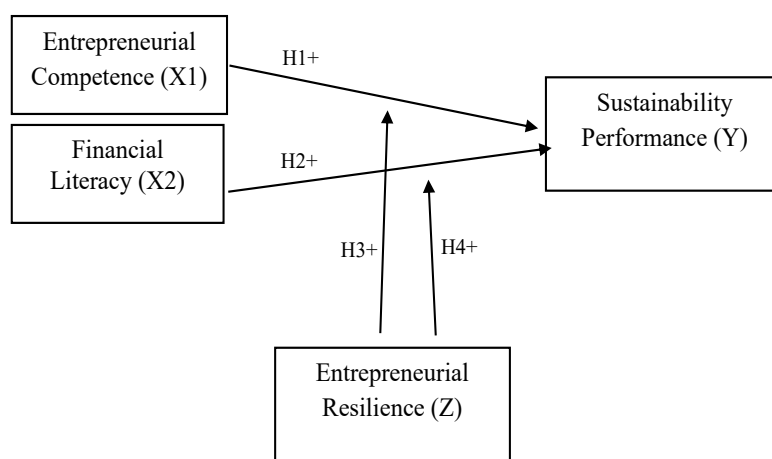 Entrepreneurial
Competence (X1)
H1+
Sustainability
Performance (Y)
Financial
Literacy (X2)
H2+
H3+
H4+
Entrepreneurial
Resilience (Z)